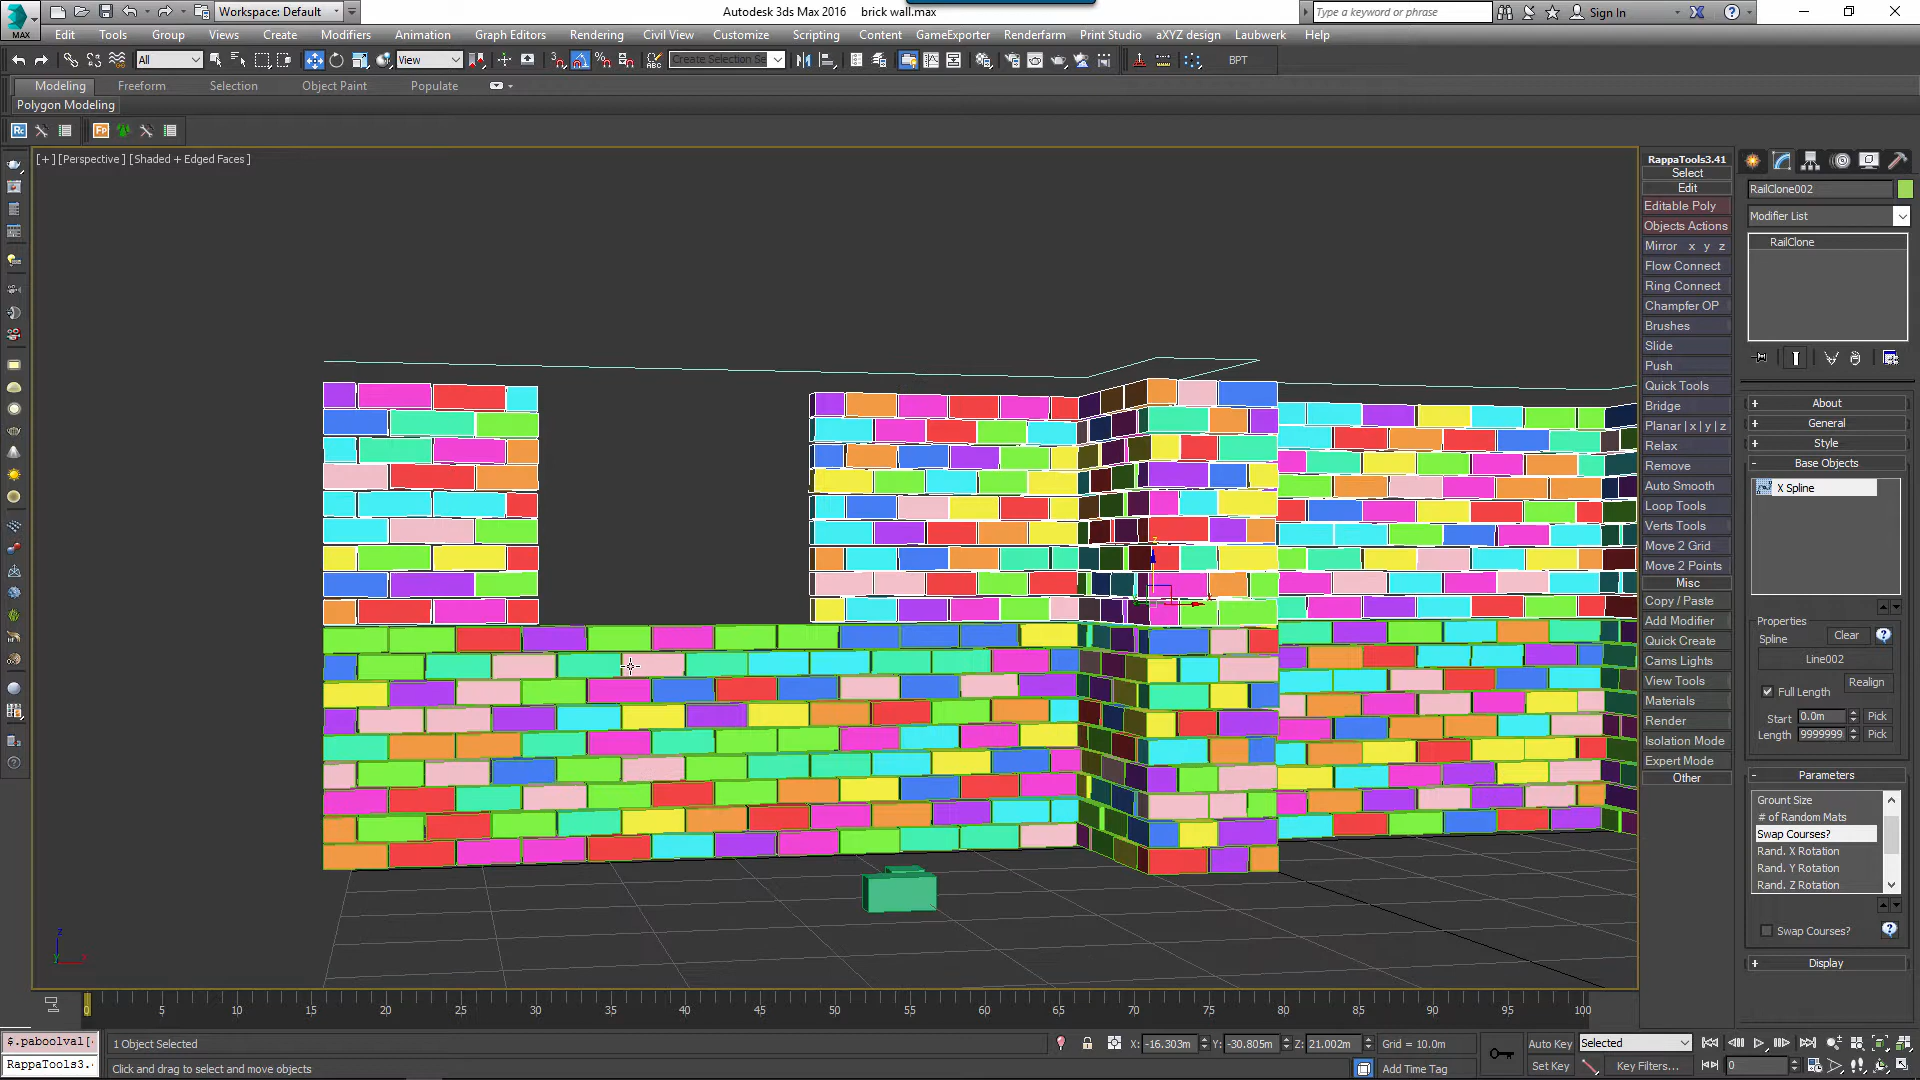 Workspace: Default
Autodesk 3ds Max 2016    brick wall.max
Type a keyword or phrase
Sign In
MAX
Edit Tools Group Views Create Modifiers Animation Graph Editors Rendering Civil View Customize Scripting Content GameExporter Renderfarm Print Studio aXYZ design Laubwerk Help
All
View
Create Selection Se
BPT
Modeling Freeform Selection Object Paint Populate
Polygon Modeling
Rc
Fp
[+] [Perspective] [Shaded + Edged Faces]
RappaTools3.41
Select
Edit
Editable Poly
Objects Actions
Mirror x y z
Flow Connect
Ring Connect
Champfer OP
Brushes
Slide
Push
Quick Tools
Bridge
Planar | x | y | z
Relax
Remove
Auto Smooth
Loop Tools
Verts Tools
Move 2 Grid
Move 2 Points
Misc
Copy / Paste
Add Modifier
Quick Create
Cams Looks
View Tools
Materials
Render
Isolation Mode
Expert Mode
Other
RailClone002
Modifier List
RailClone
+ About
+ General
+ Style
- Base Objects
X Spline
Properties
Spline Clear
Line002
Full Length Realign
Start 0.0m Pick
Length 9999999 Pick
- Parameters
Grount Size
# of Random Mats
Swap Courses?
Rand. X Rotation
Rand. Y Rotation
Rand. Z Rotation
Swap Courses?
+ Display
z
x
0 5 10 15 20 25 30 35 40 45 50 55 60 65 70 75 80 85 90 95 100
$.paboolval[
1 Object Selected
X: -16.303m Y: -30.805m Z: 21.002m Grid = 10.0m
Auto Key Selected
RappaTools3.
Click and drag to select and move objects
Add Time Tag
Set Key Key Filters... 0